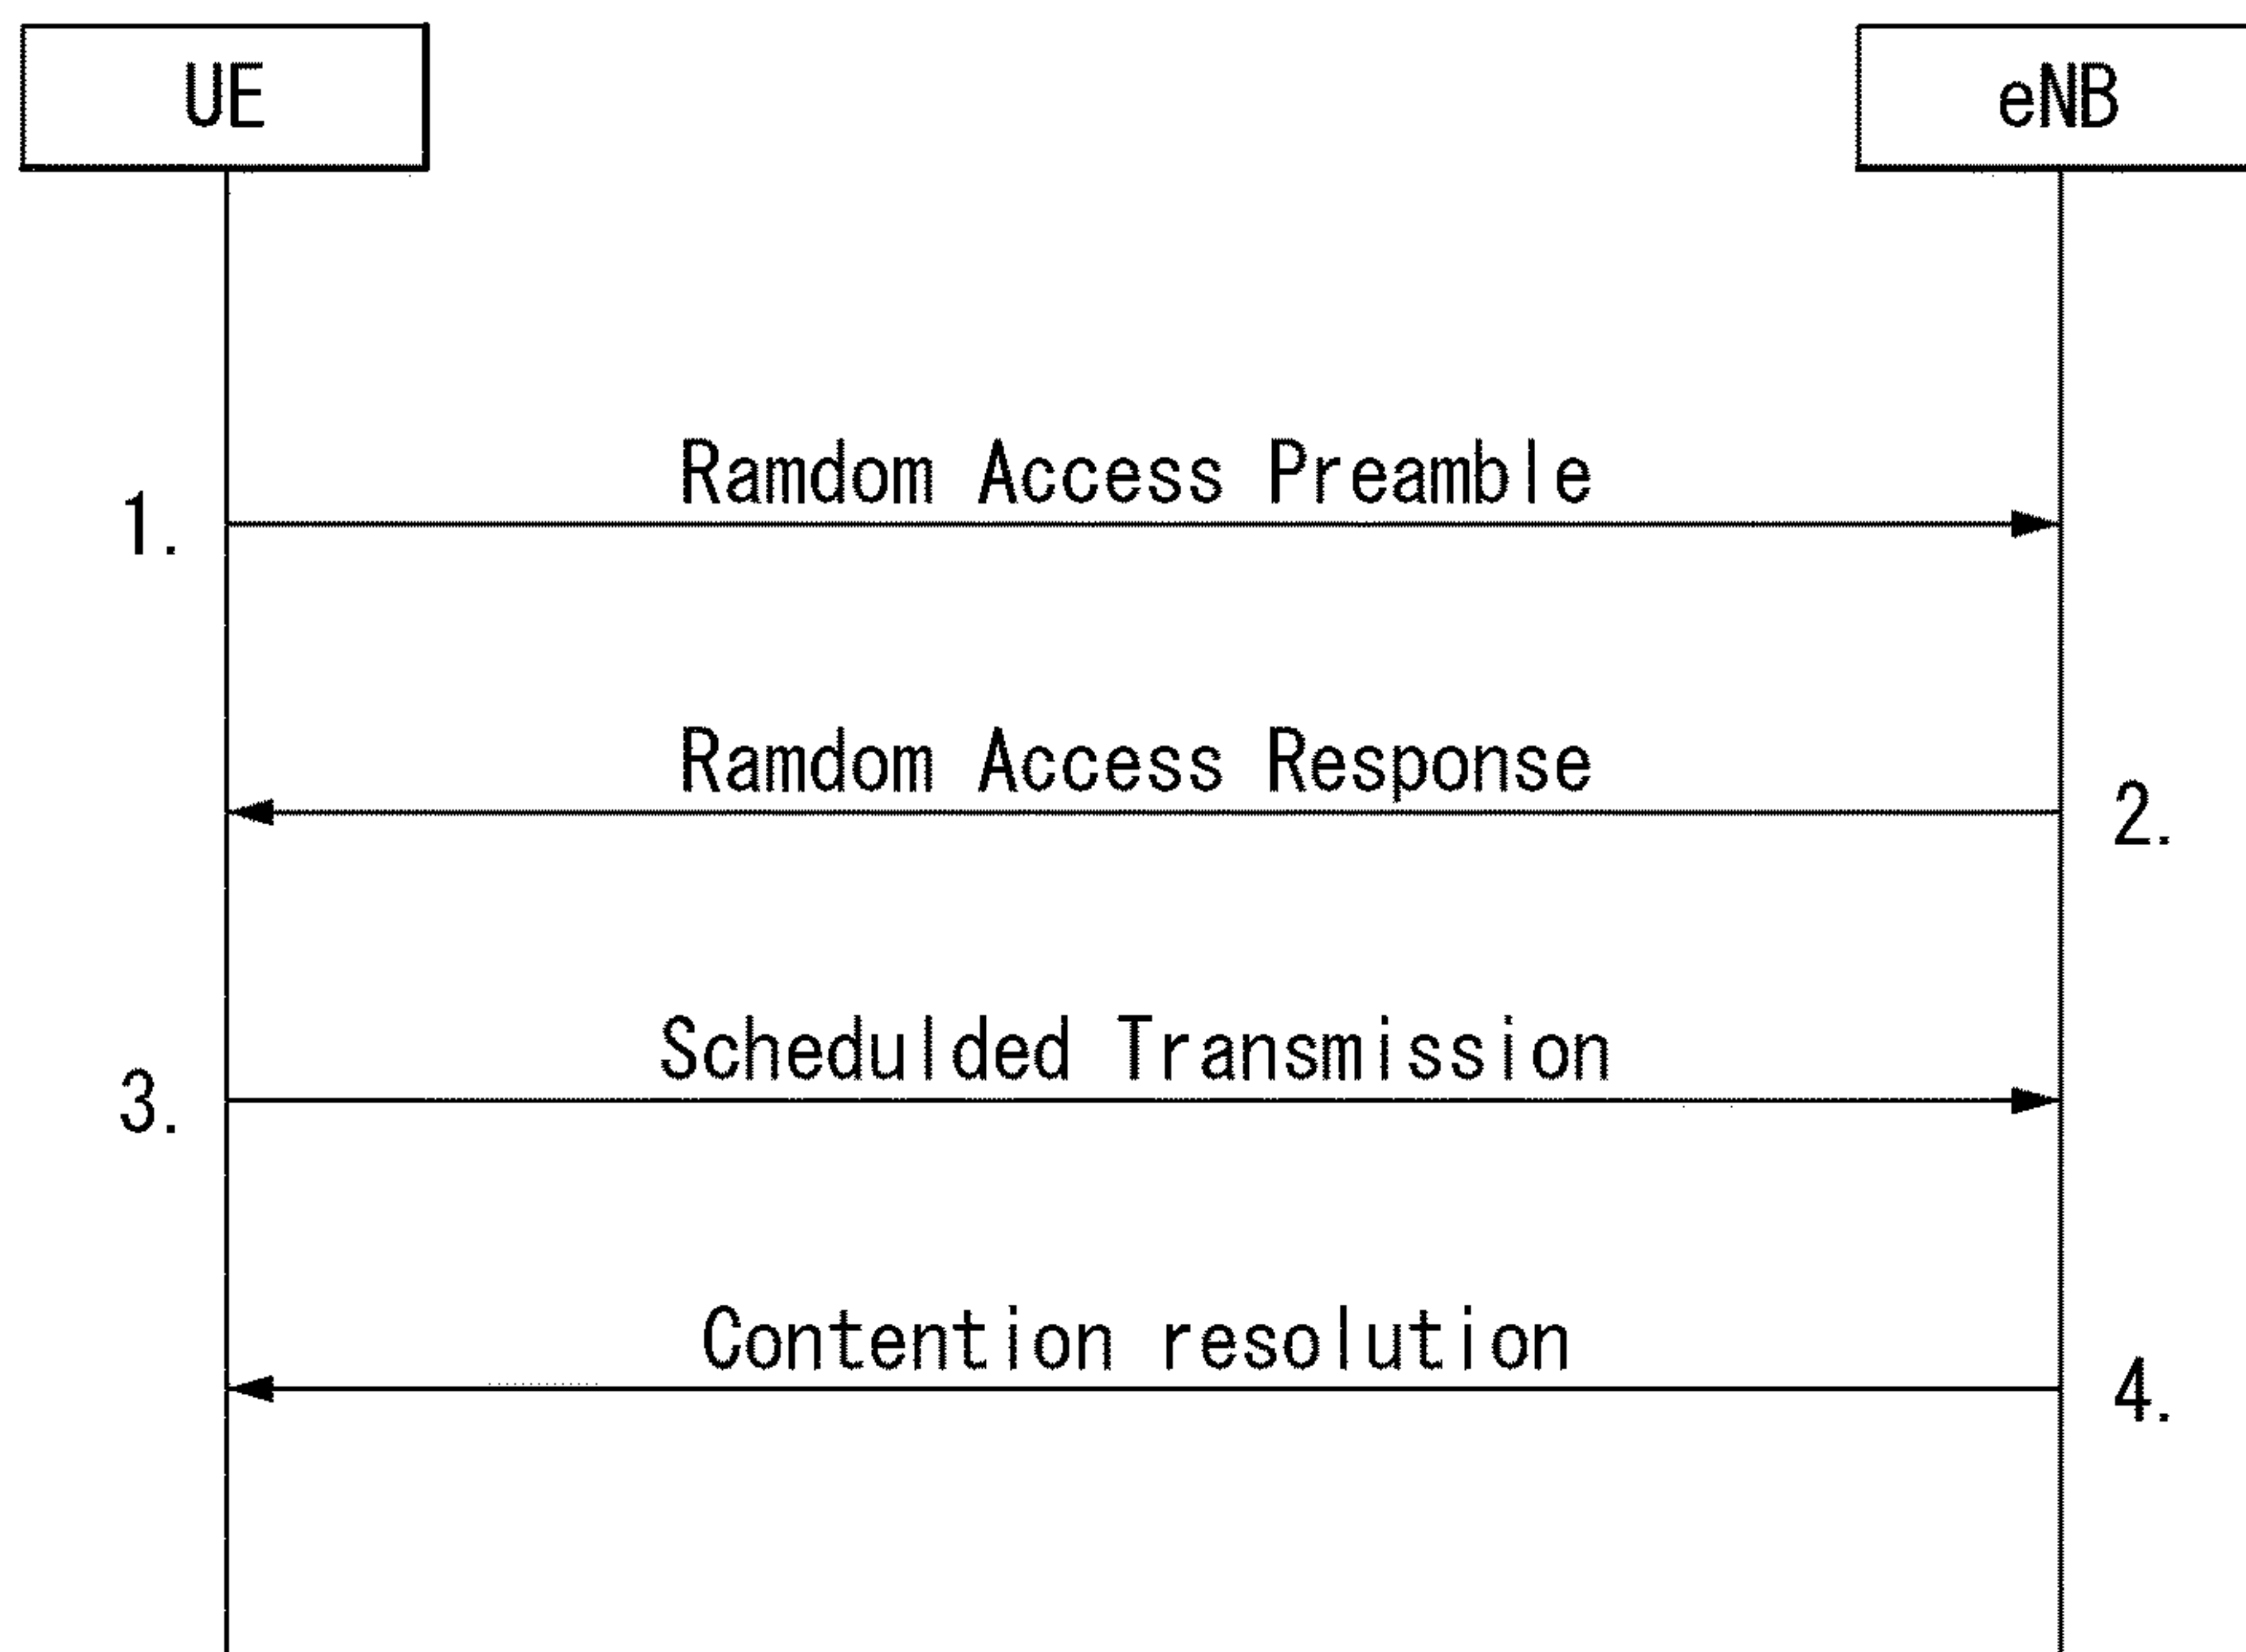 UE
eNB
Ramdom Access Preamble
1.
Ramdom Access Response
2.
Schedulded Transmission
3.
Contention resolution
4.